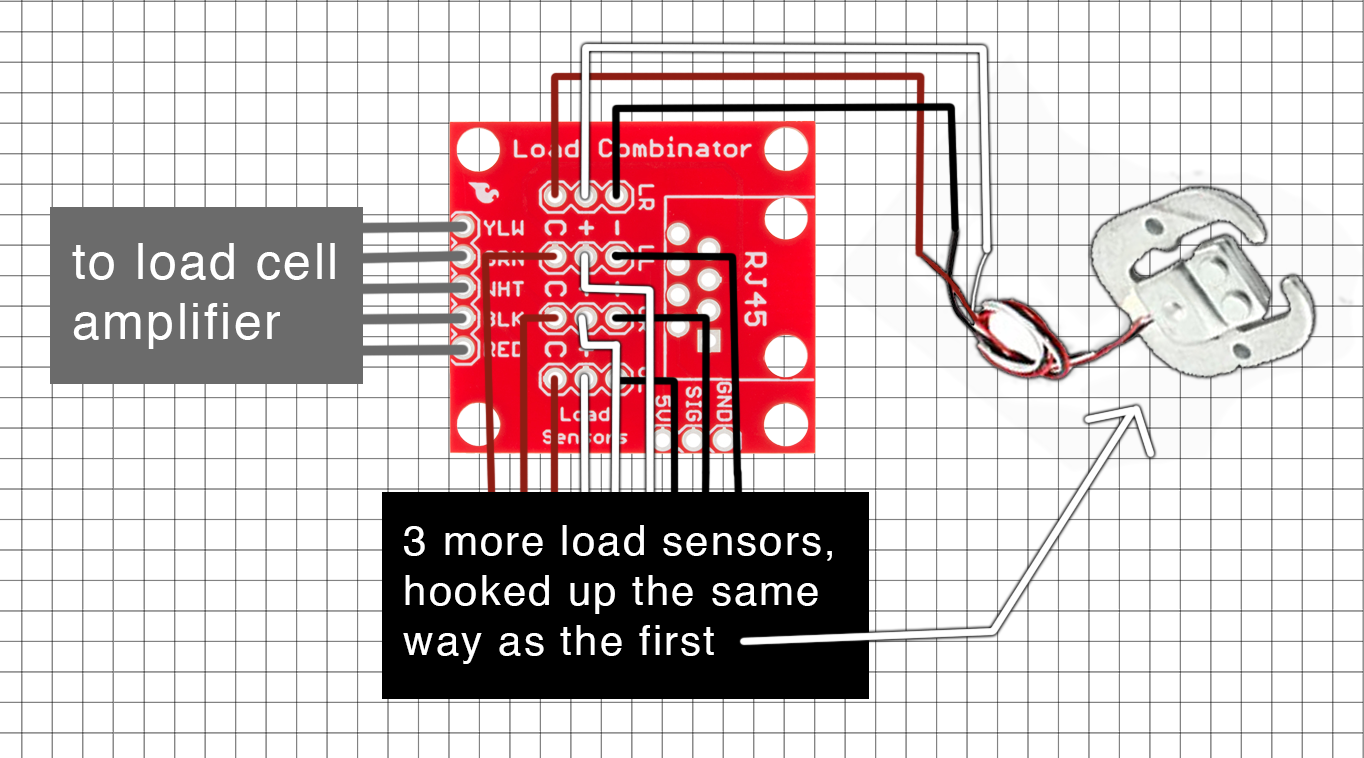 Load Combinator
LR
YLW
C + -
GRN
to load cell
amplifier
WHT
C
RJ45
BLK
RED
C
5V
SIG
GND
Load
Sensors
3 more load sensors,
hooked up the same
way as the first